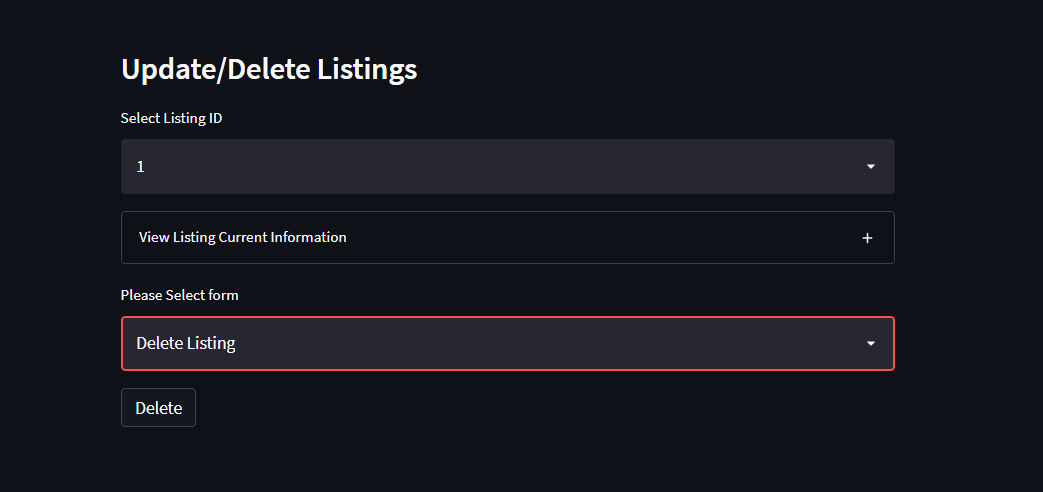 Update/Delete Listings
Select Listing ID
1
View Listing Current Information
Please Select form
Delete Listing
Delete